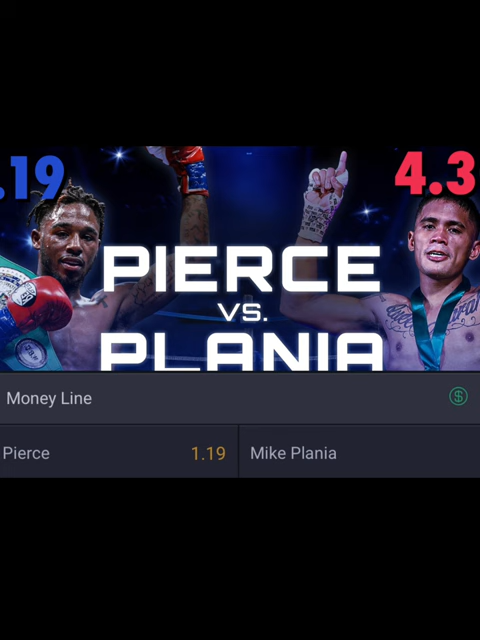 .19
4.3
PIERCE
VS.
PLANIA
Money Line
Pierce
1.19
Mike Plania